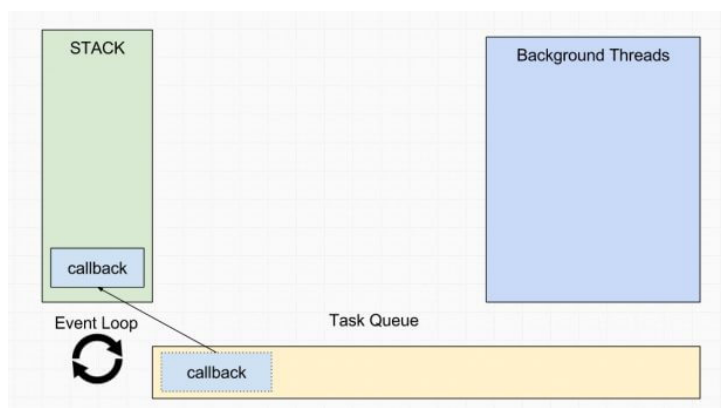 STACK
Background Threads
callback
Event Loop
Task Queue
callback